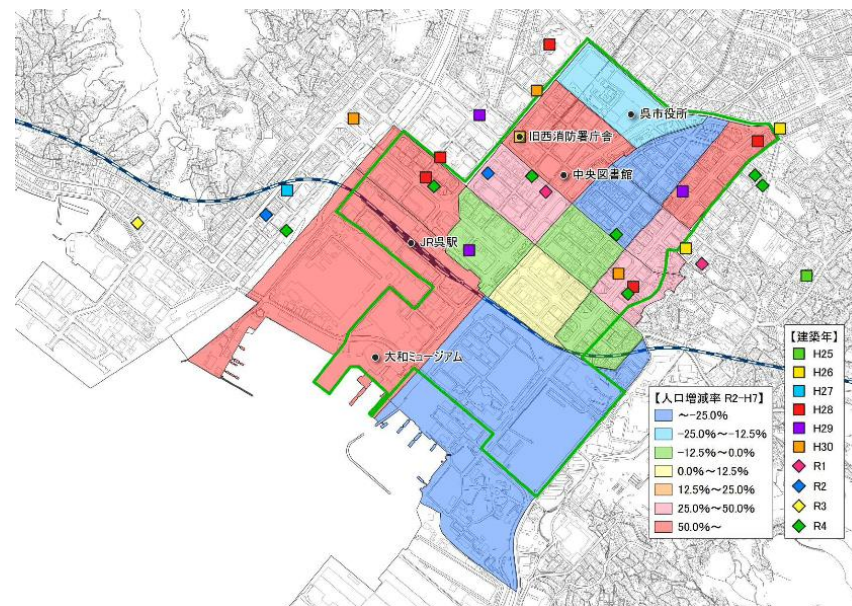 呉市役所
旧西消防署庁舎
中央図書館
JR呉駅
大和ミュージアム
【人口増減率 R2-H7】
～-25.0%
-25.0%～-12.5%
-12.5%～0.0%
0.0%～12.5%
12.5%～25.0%
25.0%～50.0%
50.0%～
【建築年】
H25
H26
H27
H28
H29
H30
R1
R2
R3
R4